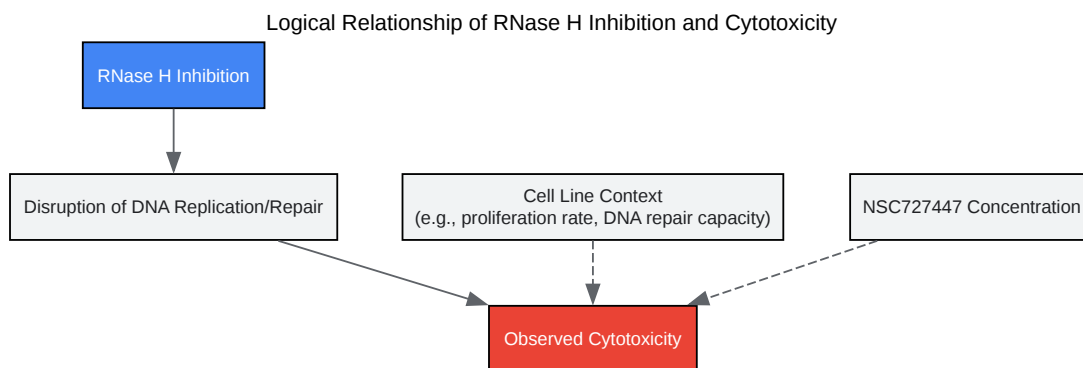 Logical Relationship of RNase H Inhibition and Cytotoxicity
RNase H Inhibition
Disruption of DNA Replication/Repair
Cell Line Context
(e.g., proliferation rate, DNA repair capacity)
NSC727447 Concentration
Observed Cytotoxicity